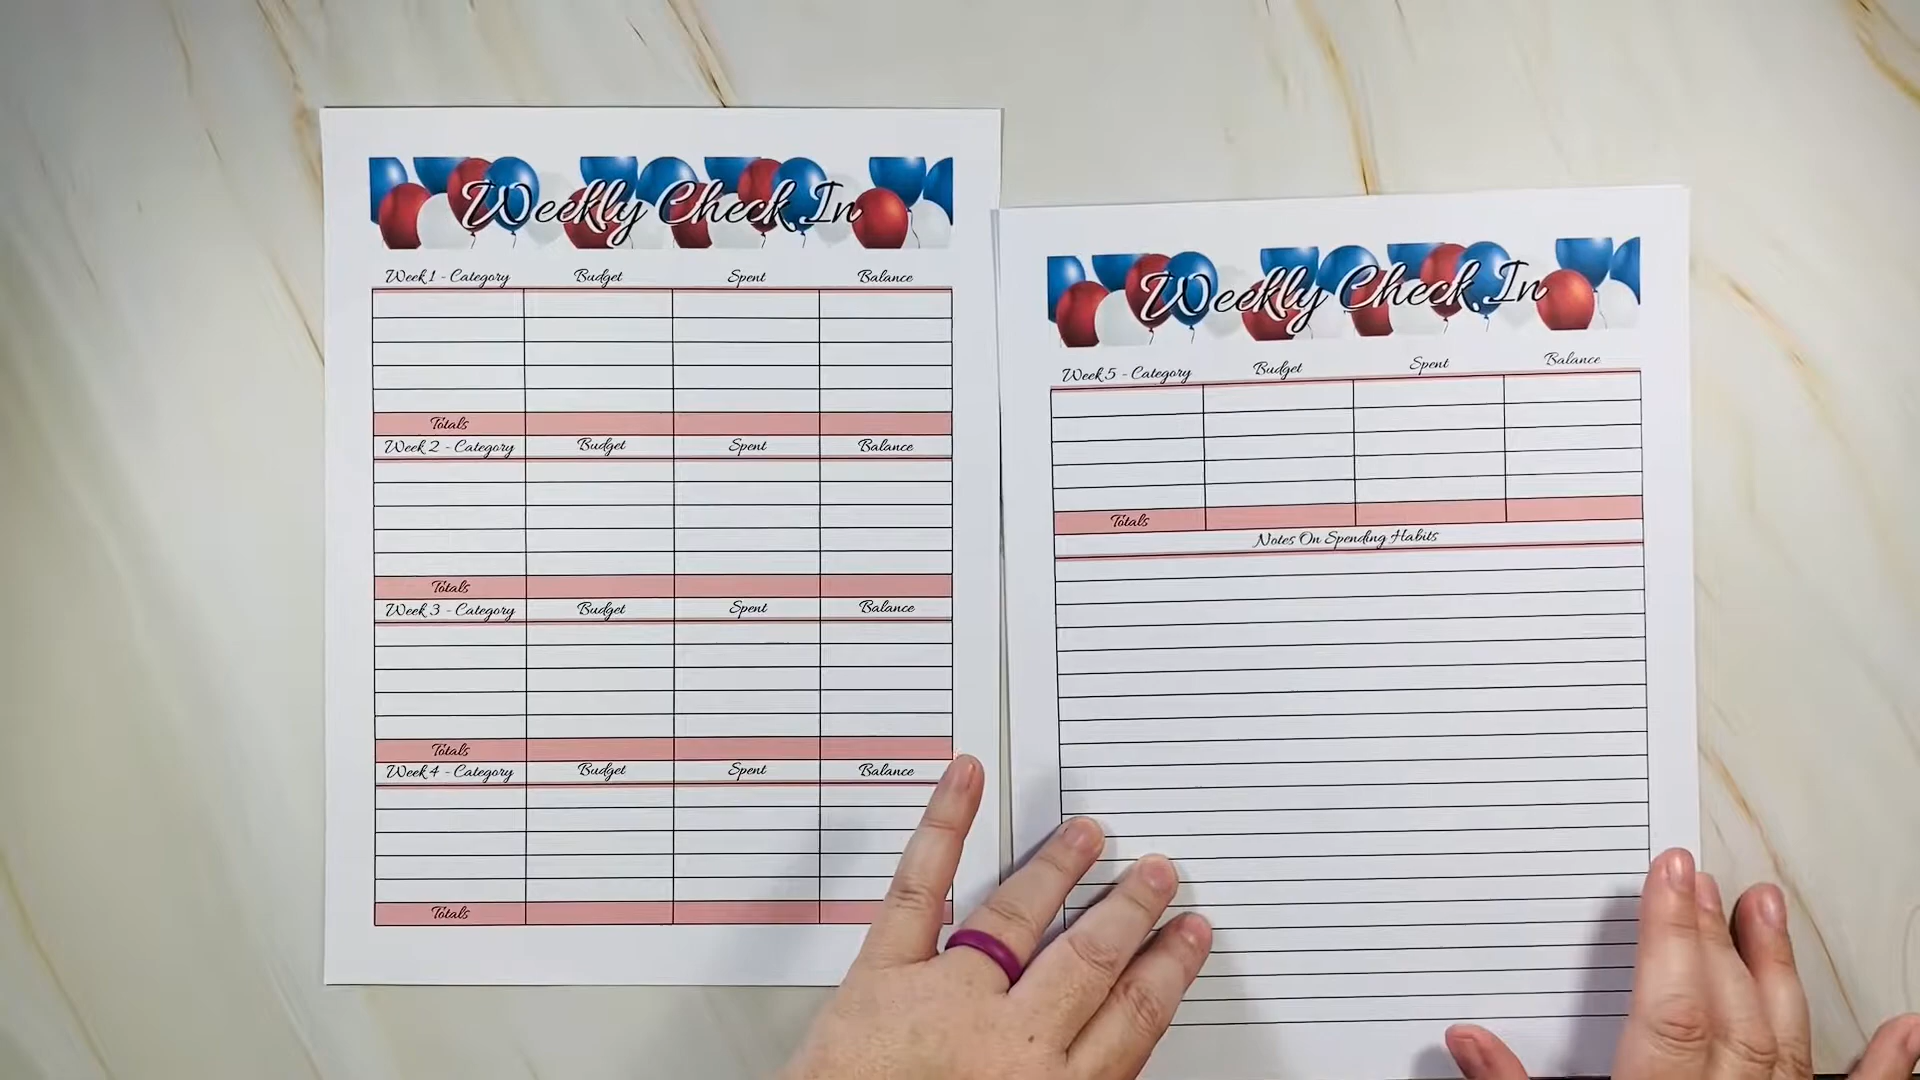 Weekly Check In
Week 1 - Category Budget Spent Balance
Totals
Week 2 - Category Budget Spent Balance
Totals
Week 3 - Category Budget Spent Balance
Totals
Week 4 - Category Budget Spent Balance
Totals
Weekly Check In
Week 5 - Category Budget Spent Balance
Totals
Notes On Spending Habits